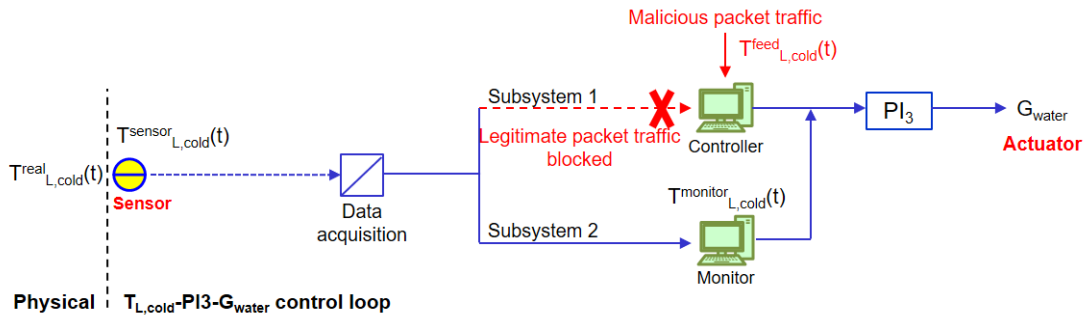 Malicious packet traffic
T^feed_L,cold(t)
Subsystem 1
Legitimate packet traffic
blocked
Controller
PI_3
G_water
Actuator
T^sensor_L,cold(t)
T^real_L,cold(t)
Sensor
Data
acquisition
T^monitor_L,cold(t)
Subsystem 2
Monitor
Physical
T_L,cold-PI3-G_water control loop